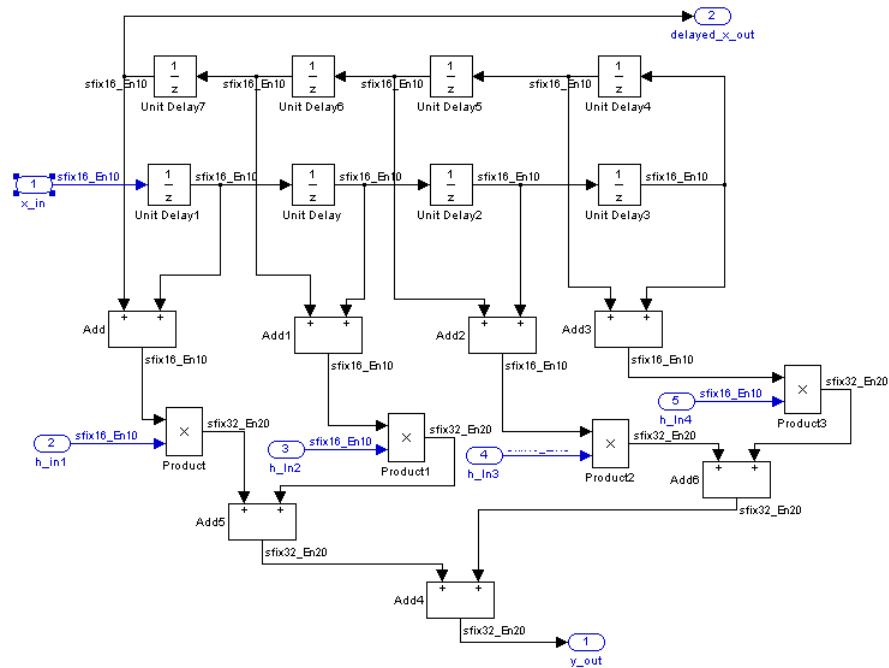 2
delayed_x_out
1 z
1 z
1 z
1 z
sfix16_En10
sfix16_En10
sfix16_En10
sfix16_En10
Unit Delay7
Unit Delay6
Unit Delay5
Unit Delay4
1
sfix16_En10
1 z
sfix16_En10
1 z
sfix16_En10
1 z
sfix16_En10
1 z
sfix16_En10
x_in
Unit Delay1
Unit Delay
Unit Delay2
Unit Delay3
Add
+ +
Add1
+ +
Add2
+ +
Add3
+ +
sfix16_En10
sfix16_En10
sfix16_En10
sfix16_En10
5
sfix16_En10
h_In4
×
sfix32_En20
Product3
2
sfix16_En10
h_in1
×
sfix32_En20
Product
3
sfix16_En10
h_In2
×
sfix32_En20
Product1
4
h_In3
×
sfix32_En20
Product2
Add6
+ +
sfix32_En20
Add5
+ +
sfix32_En20
Add4
+ +
sfix32_En20
1
y_out